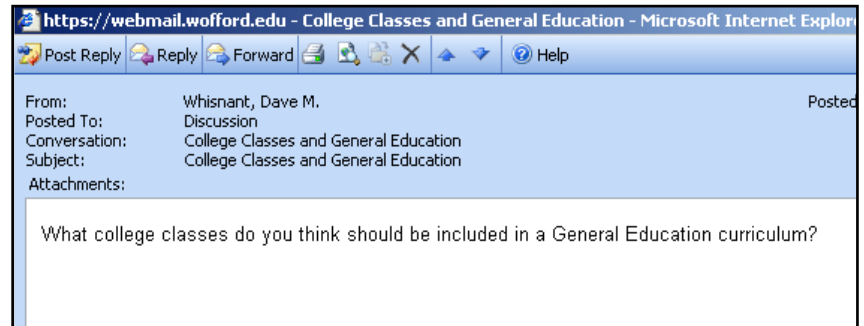 https://webmail.wofford.edu - College Classes and General Education - Microsoft Internet Explor
Post Reply Reply Forward Help
From: Whisnant, Dave M. Posted
Posted To: Discussion
Conversation: College Classes and General Education
Subject: College Classes and General Education
Attachments:
What college classes do you think should be included in a General Education curriculum?